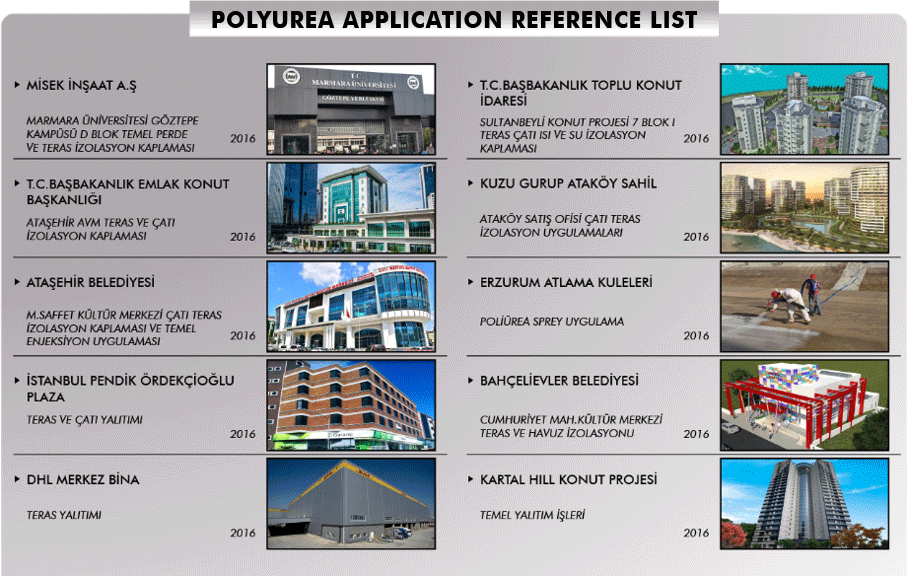 POLYUREA APPLICATION REFERENCE LIST
MİSEK İNŞAAT A.Ş
MARMARA ÜNİVERSİTESİ GÖZTEPE
KAMPÜSÜ D BLOK TEMEL PERDE
VE TERAS İZOLASYON KAPLAMASI
2016
T.C.
MARMARA ÜNİVERSİTESİ
GÖZTEPE YERLEŞKESİ
T.C.BAŞBAKANLIK EMLAK KONUT
BAŞKANLIĞI
ATAŞEHİR AVM TERAS VE ÇATI
İZOLASYON KAPLAMASI
2016
ATAŞEHİR BELEDİYESİ
M.SAFFET KÜLTÜR MERKEZİ ÇATI TERAS
İZOLASYON KAPLAMASI VE TEMEL
ENJEKSİYON UYGULAMASI
2016
İSTANBUL PENDİK ÖRDEKÇİOĞLU
PLAZA
TERAS VE ÇATI YALITIMI
2016
DHL MERKEZ BİNA
TERAS YALITIMI
2016
T.C.BAŞBAKANLIK TOPLU KONUT
İDARESİ
SULTANBEYLİ KONUT PROJESİ 7 BLOK I
TERAS ÇATI ISI VE SU İZOLASYON
KAPLAMASI
2016
KUZU GURUP ATAKÖY SAHİL
ATAKÖY SATIŞ OFİSİ ÇATI TERAS
İZOLASYON UYGULAMALARI
2016
ERZURUM ATLAMA KULELERİ
POLİÜREA SPREY UYGULAMA
2016
BAHÇELİEVLER BELEDİYESİ
CUMHURİYET MAH.KÜLTÜR MERKEZİ
TERAS VE HAVUZ İZOLASYONU
2016
KARTAL HILL KONUT PROJESİ
TEMEL YALITIM İŞLERİ
2016